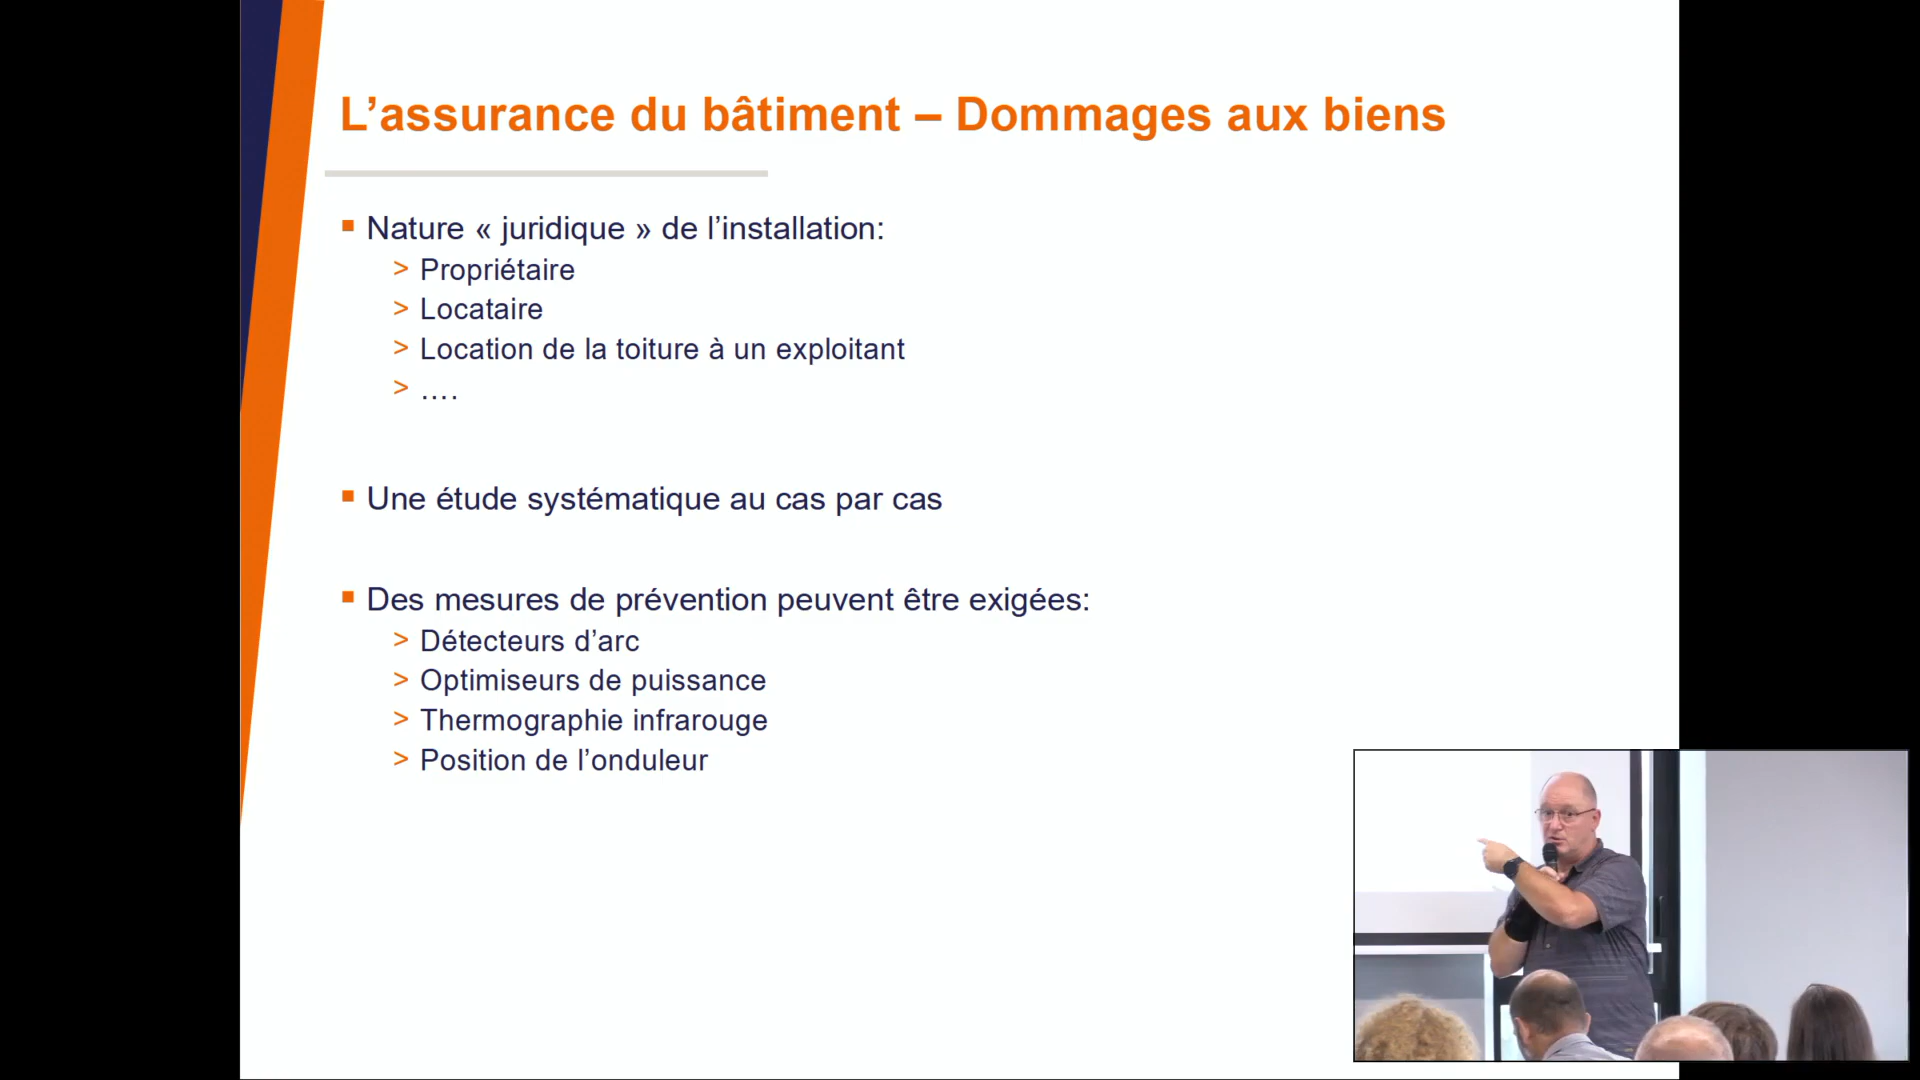 L’assurance du bâtiment – Dommages aux biens
Nature « juridique » de l’installation:
> Propriétaire
> Locataire
> Location de la toiture à un exploitant
> ….
Une étude systématique au cas par cas
Des mesures de prévention peuvent être exigées:
> Détecteurs d’arc
> Optimiseurs de puissance
> Thermographie infrarouge
> Position de l’onduleur